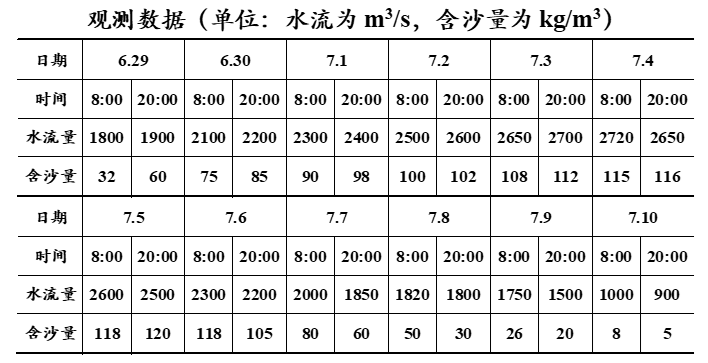 观测数据（单位：水流为 m³/s，含沙量为 kg/m³）
日期 6.29 6.30 7.1 7.2 7.3 7.4
时间 8:00 20:00 8:00 20:00 8:00 20:00 8:00 20:00 8:00 20:00 8:00 20:00
水流量 1800 1900 2100 2200 2300 2400 2500 2600 2650 2700 2720 2650
含沙量 32 60 75 85 90 98 100 102 108 112 115 116
日期 7.5 7.6 7.7 7.8 7.9 7.10
时间 8:00 20:00 8:00 20:00 8:00 20:00 8:00 20:00 8:00 20:00 8:00 20:00
水流量 2600 2500 2300 2200 2000 1850 1820 1800 1750 1500 1000 900
含沙量 118 120 118 105 80 60 50 30 26 20 8 5